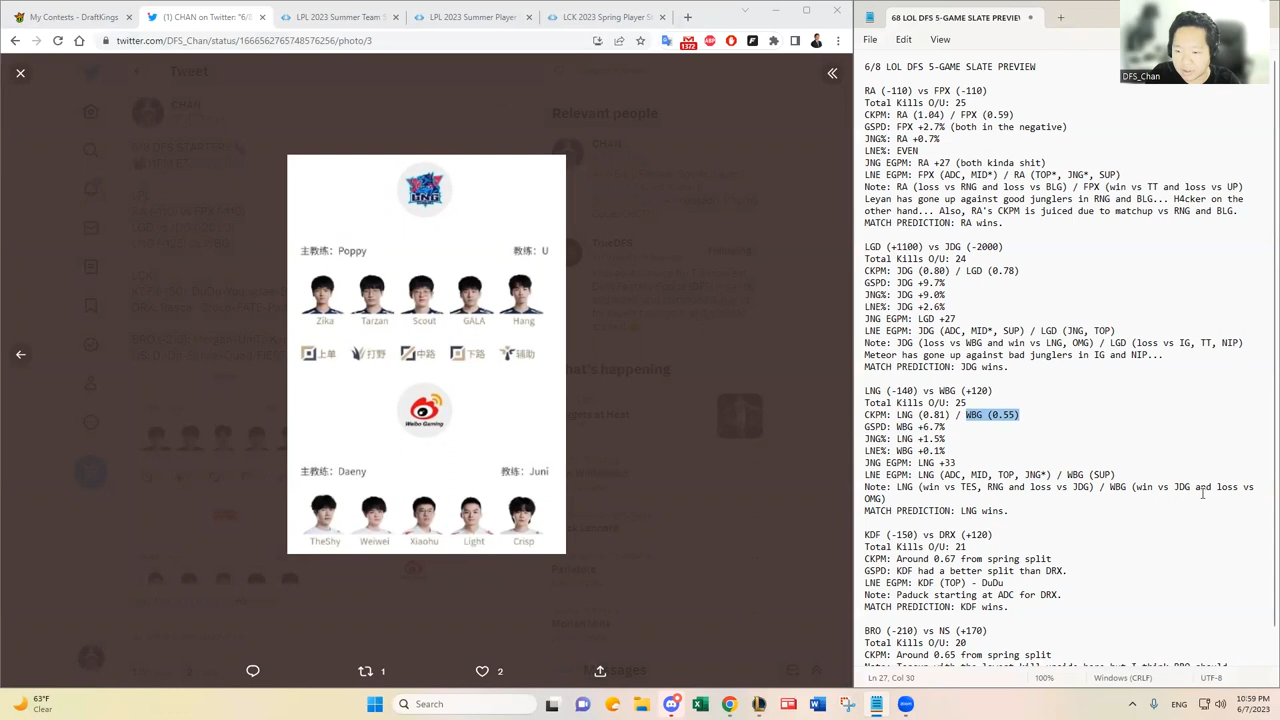 My Contests - DraftKings
(1) CHAN on Twitter: "6/8
LPL 2023 Summer Team S
LPL 2023 Summer Player
LCK 2023 Spring Player S
twitter.com/DFS_Chan/status/1666562765748576256/photo/3
1372
Tweet
CHAN
Relevant people
CHAN
TrueDFS
LNG
主教练：Poppy 教练：U
Zika Tarzan Scout GALA Hang
上单 打野 中路 下路 辅助
Weibo Gaming
主教练：Daeny 教练：Juni
TheShy Weiwei Xiaohu Light Crisp
1
2
Messages
68 LOL DFS 5-GAME SLATE PREVIEW
File Edit View
DFS_Chan
6/8 LOL DFS 5-GAME SLATE PREVIEW
RA (-110) vs FPX (-110)
Total Kills O/U: 25
CKPM: RA (1.04) / FPX (0.59)
GSPD: FPX +2.7% (both in the negative)
JNG%: RA +0.7%
LNE%: EVEN
JNG EGPM: RA +27 (both kinda shit)
LNE EGPM: FPX (ADC, MID*) / RA (TOP*, JNG*, SUP)
Note: RA (loss vs RNG and loss vs BLG) / FPX (win vs TT and loss vs UP)
Leyan has gone up against good junglers in RNG and BLG... H4cker on the
other hand... Also, RA's CKPM is juiced due to matchup vs RNG and BLG.
MATCH PREDICTION: RA wins.
LGD (+1100) vs JDG (-2000)
Total Kills O/U: 24
CKPM: JDG (0.80) / LGD (0.78)
GSPD: JDG +9.7%
JNG%: JDG +9.0%
LNE%: JDG +2.6%
JNG EGPM: LGD +27
LNE EGPM: JDG (ADC, MID*, SUP) / LGD (JNG, TOP)
Note: JDG (loss vs WBG and win vs LNG, OMG) / LGD (loss vs IG, TT, NIP)
Meteor has gone up against bad junglers in IG and NIP...
MATCH PREDICTION: JDG wins.
LNG (-140) vs WBG (+120)
Total Kills O/U: 25
CKPM: LNG (0.81) / WBG (0.55)
GSPD: WBG +6.7%
JNG%: LNG +1.5%
LNE%: WBG +0.1%
JNG EGPM: LNG +33
LNE EGPM: LNG (ADC, MID, TOP, JNG*) / WBG (SUP)
Note: LNG (win vs TES, RNG and loss vs JDG) / WBG (win vs JDG and loss vs
OMG)
MATCH PREDICTION: LNG wins.
KDF (-150) vs DRX (+120)
Total Kills O/U: 21
CKPM: Around 0.67 from spring split
GSPD: KDF had a better split than DRX.
LNE EGPM: KDF (TOP) - DuDu
Note: Paduck starting at ADC for DRX.
MATCH PREDICTION: KDF wins.
BRO (-210) vs NS (+170)
Total Kills O/U: 20
CKPM: Around 0.65 from spring split
Ln 27, Col 30 100% Windows (CRLF) UTF-8
63°F
Clear
Search
ENG
10:59 PM
6/7/2023